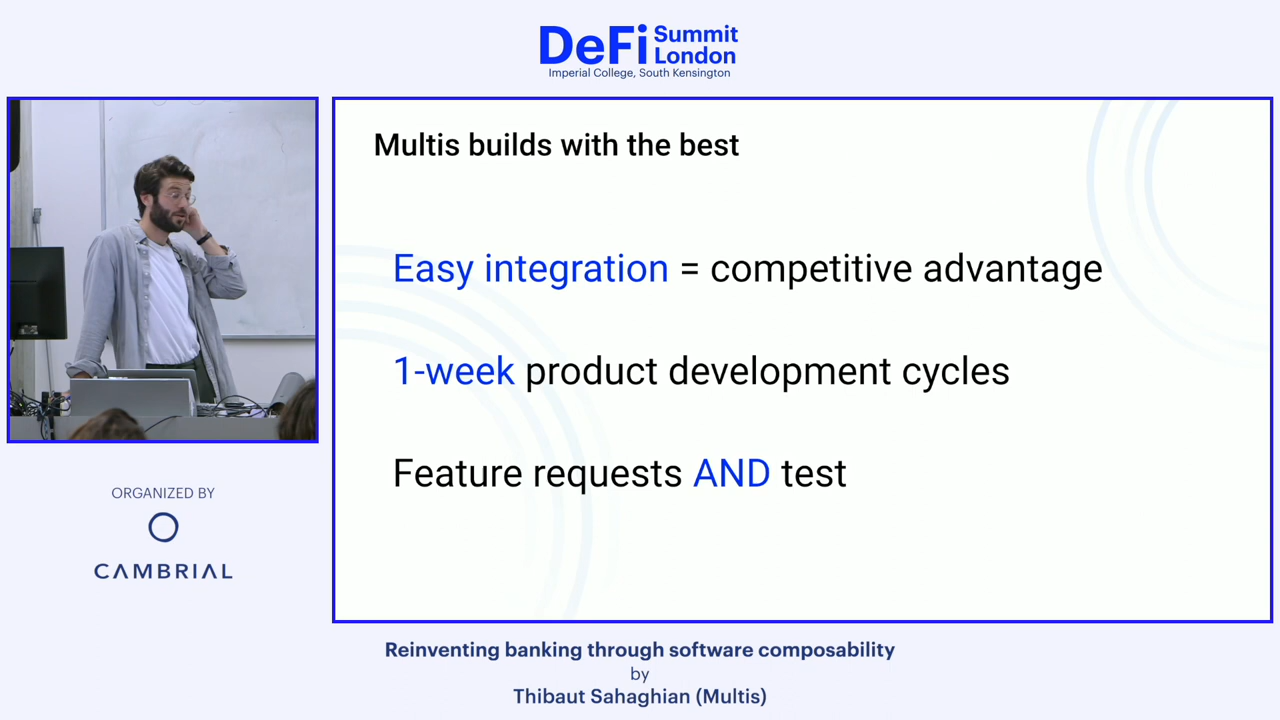 DeFi Summit
London
Imperial College, South Kensington
Multis builds with the best
Easy integration = competitive advantage
1-week product development cycles
Feature requests AND test
ORGANIZED BY
CΛMBRIAL
Reinventing banking through software composability
by
Thibaut Sahaghian (Multis)